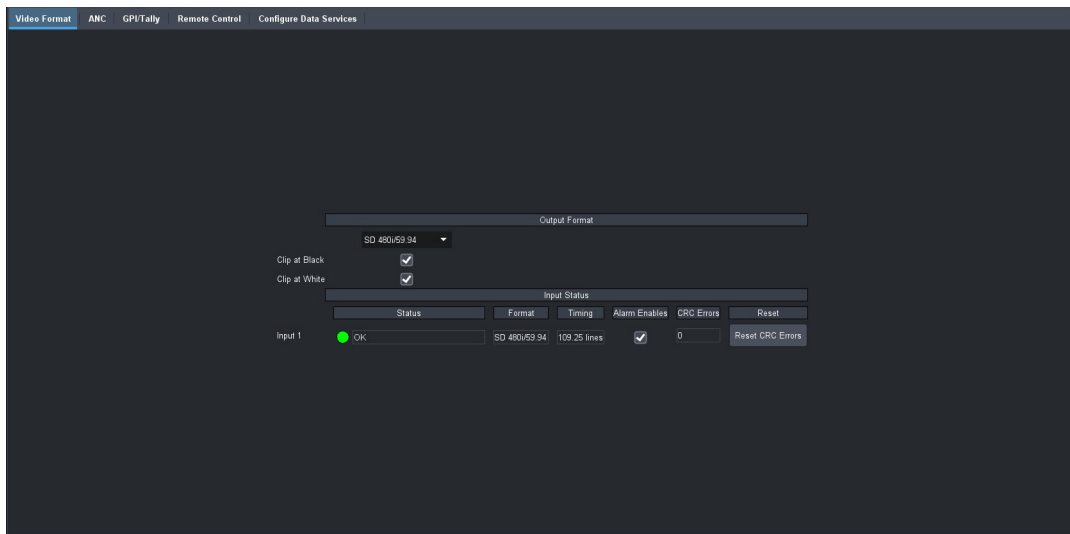 Video Format ANC GPI/Tally Remote Control Configure Data Services
Output Format
SD 480i/59.94
Clip at Black
Clip at White
Input Status
Status Format Timing Alarm Enables CRC Errors Reset
Input 1 OK SD 480i/59.94 109.25 lines 0 Reset CRC Errors